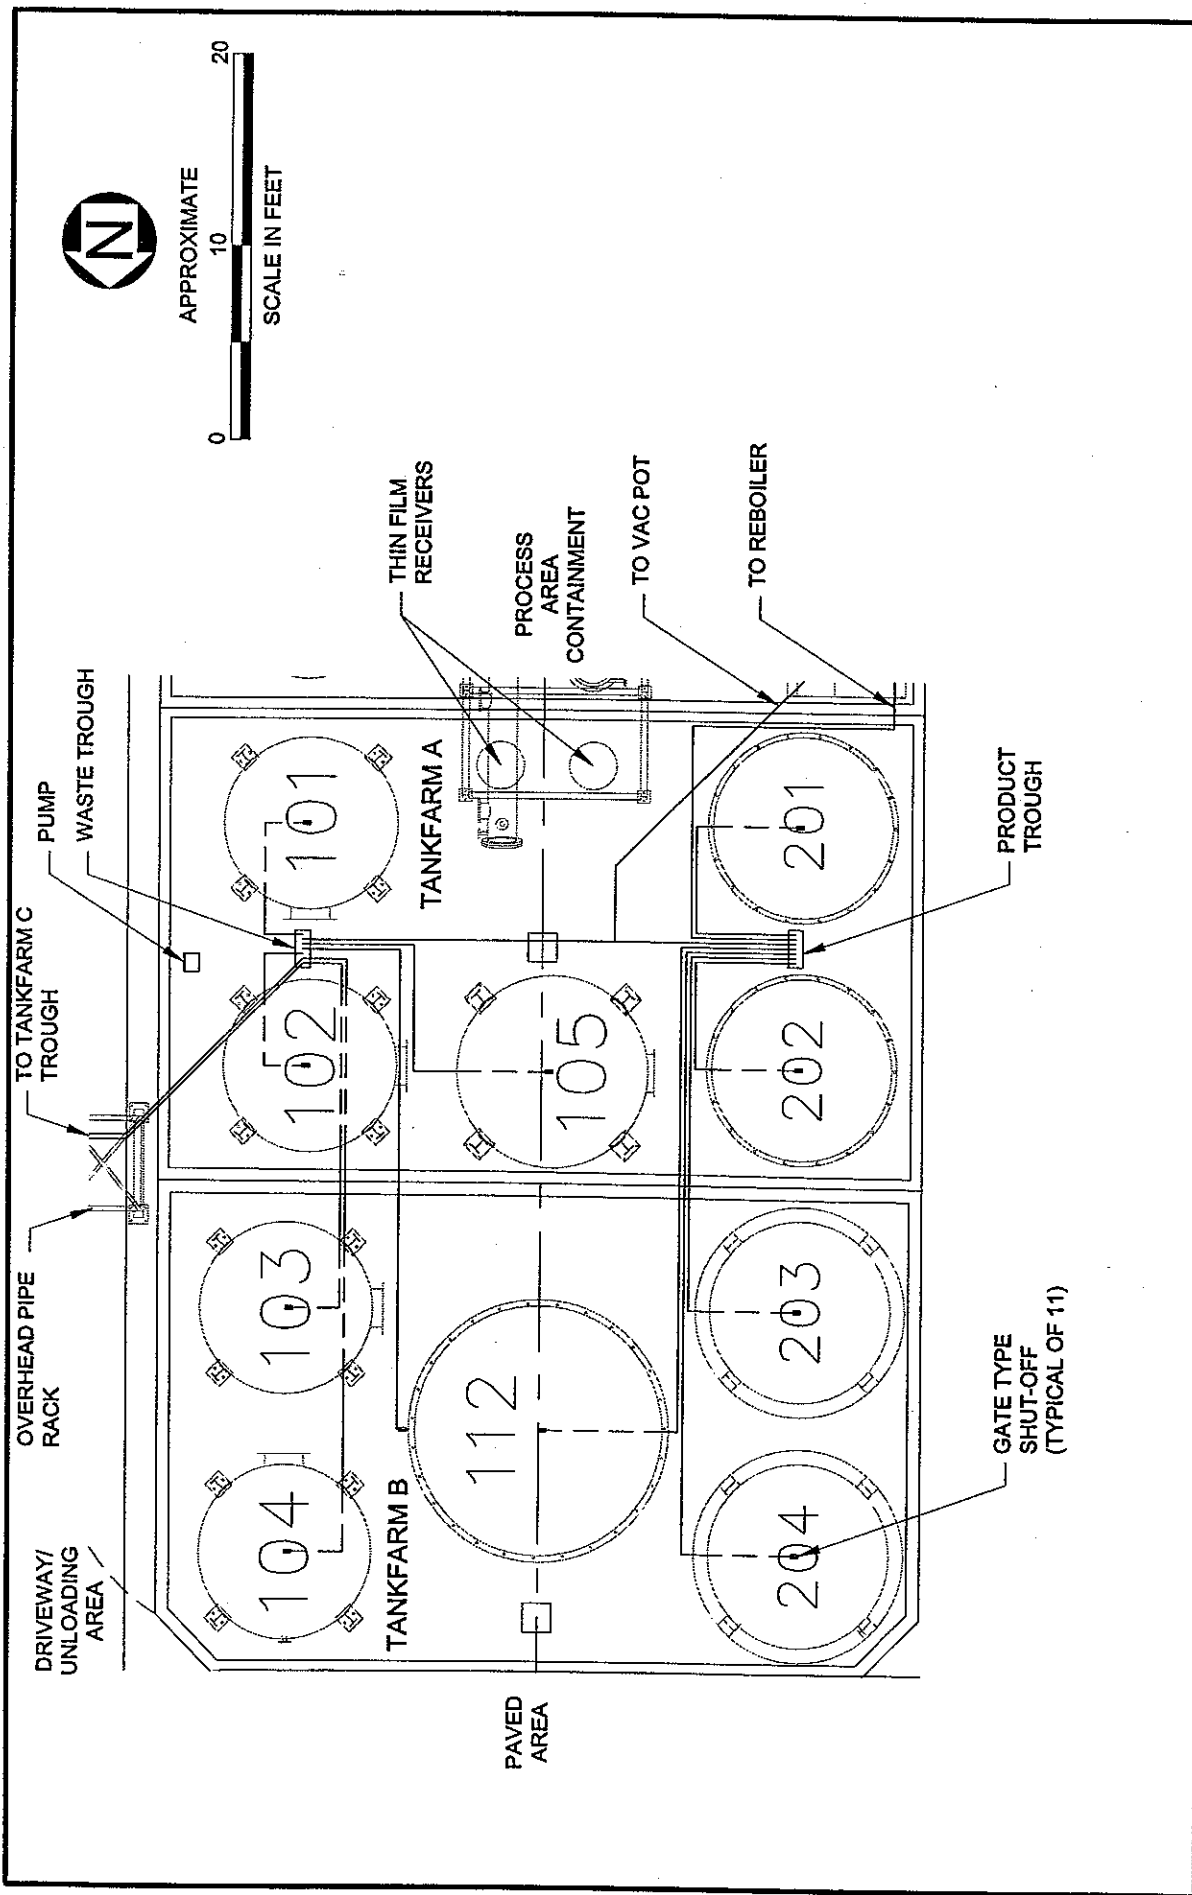 DRIVEWAY/
UNLOADING
AREA
OVERHEAD PIPE
RACK
TO TANKFARM C
TROUGH
PUMP
WASTE TROUGH
N
APPROXIMATE
0 10 20
SCALE IN FEET
104
103
102
101
TANKFARM B
TANKFARM A
THIN FILM
RECEIVERS
PAVED
AREA
112
105
PROCESS
AREA
CONTAINMENT
TO VAC POT
TO REBOILER
204
203
202
201
GATE TYPE
SHUT-OFF
(TYPICAL OF 11)
PRODUCT
TROUGH